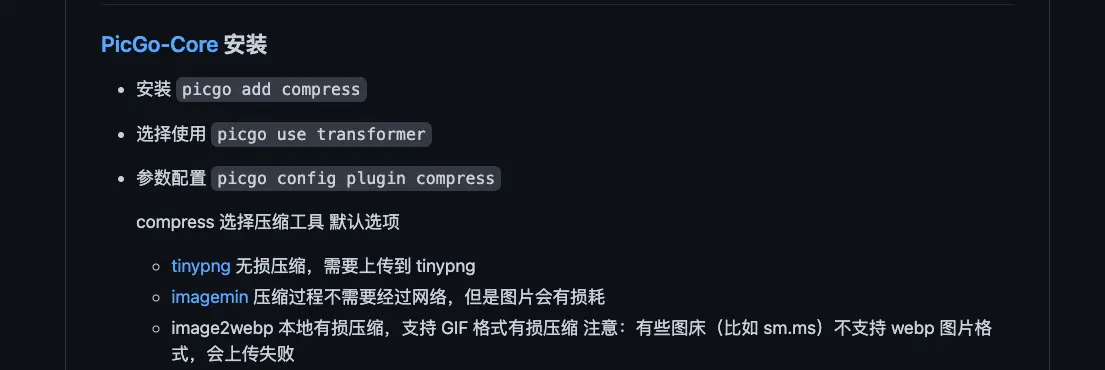 PicGo-Core 安装
安装 picgo add compress
选择使用 picgo use transformer
参数配置 picgo config plugin compress
compress 选择压缩工具 默认选项
tinypng 无损压缩，需要上传到 tinypng
imagemin 压缩过程不需要经过网络，但是图片会有损耗
image2webp 本地有损压缩，支持 GIF 格式有损压缩 注意：有些图床（比如 sm.ms）不支持 webp 图片格
式，会上传失败